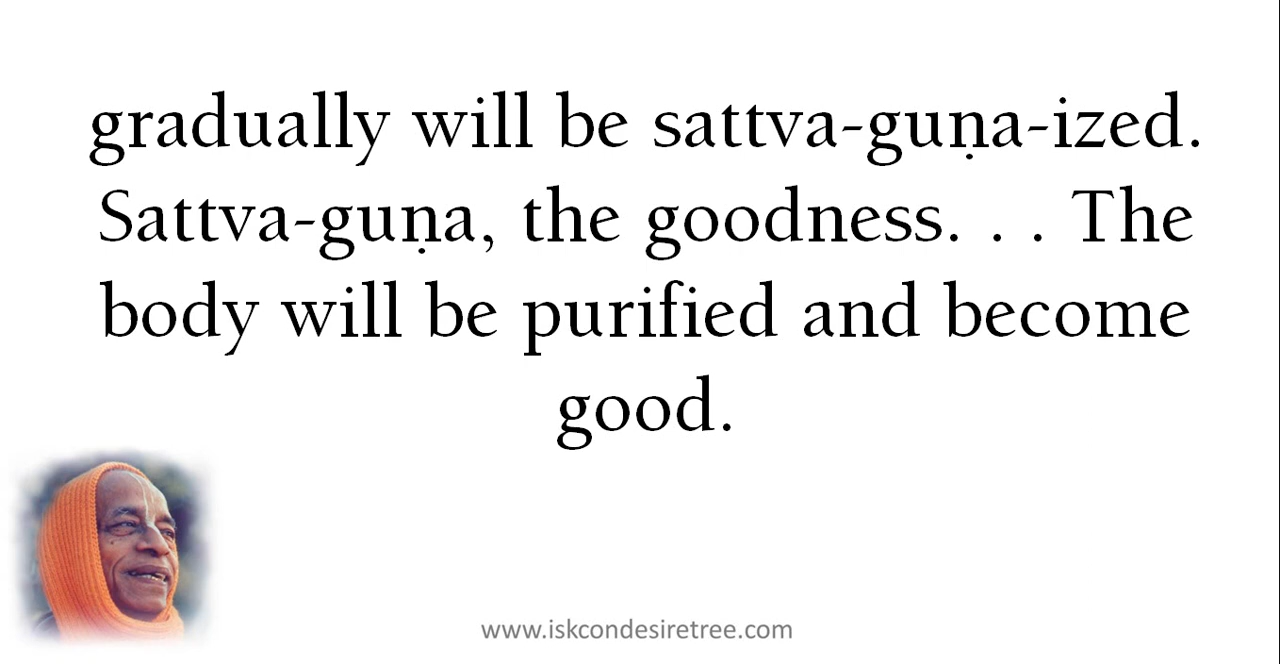 gradually will be sattva-guṇa-ized.
Sattva-guṇa, the goodness. . . The
body will be purified and become
good.
www.iskcondesiretree.com